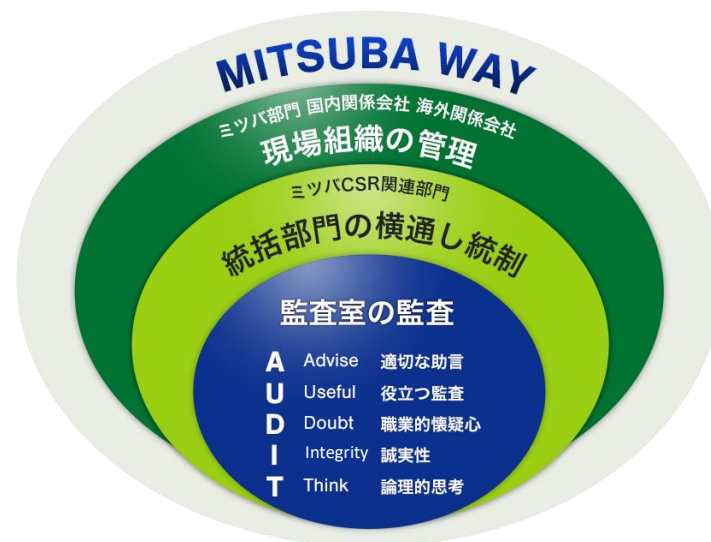 MITSUBA WAY
ミツバ部門 国内関係会社 海外関係会社
現場組織の管理
ミツバCSR関連部門
統括部門の横通し統制
監査室の監査
A Advise 適切な助言
U Useful 役立つ監査
D Doubt 職業的懐疑心
I Integrity 誠実性
T Think 論理的思考